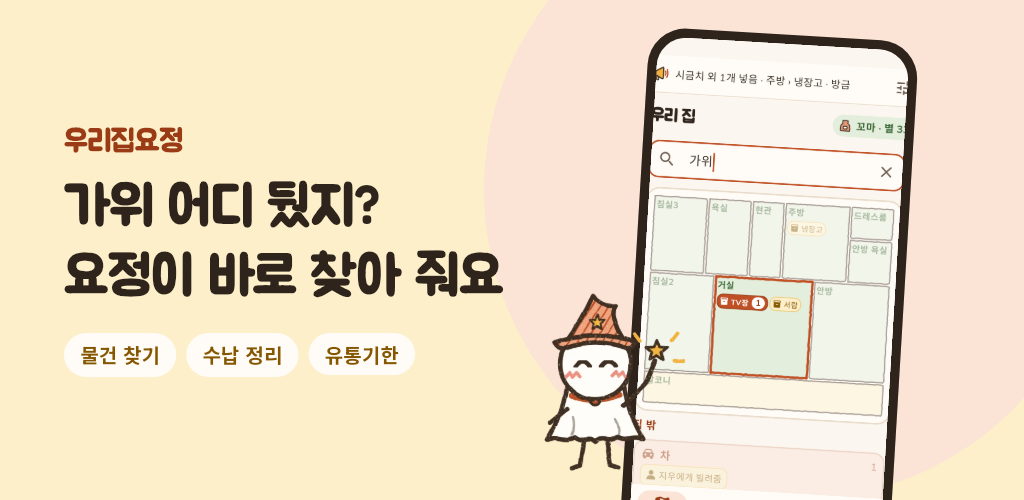 우리집요정
가위 어디 뒀지?
요정이 바로 찾아 줘요
물건 찾기
수납 정리
유통기한
시금치 외 1개 넣음 · 주방 › 냉장고 · 방금
우리 집
꼬마 · 별
가위
침실3
욕실
현관
주방
냉장고
드레스룸
안방 욕실
침실2
거실
TV장 1
서랍
안방
발코니
밖
차
1
지우에게 빌려줌